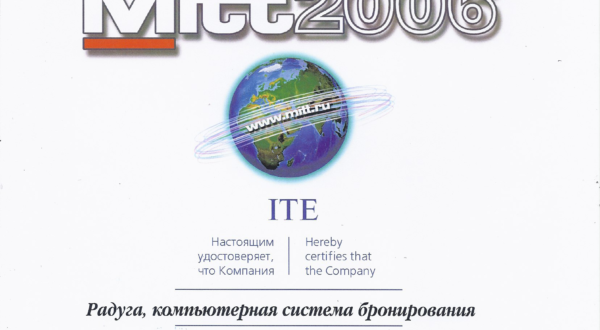 Mitt2006
www.mitt.ru
ITE
Настоящим
удостоверяет,
что Компания
Hereby
certifies that
the Company
Радуга, компьютерная система бронирования